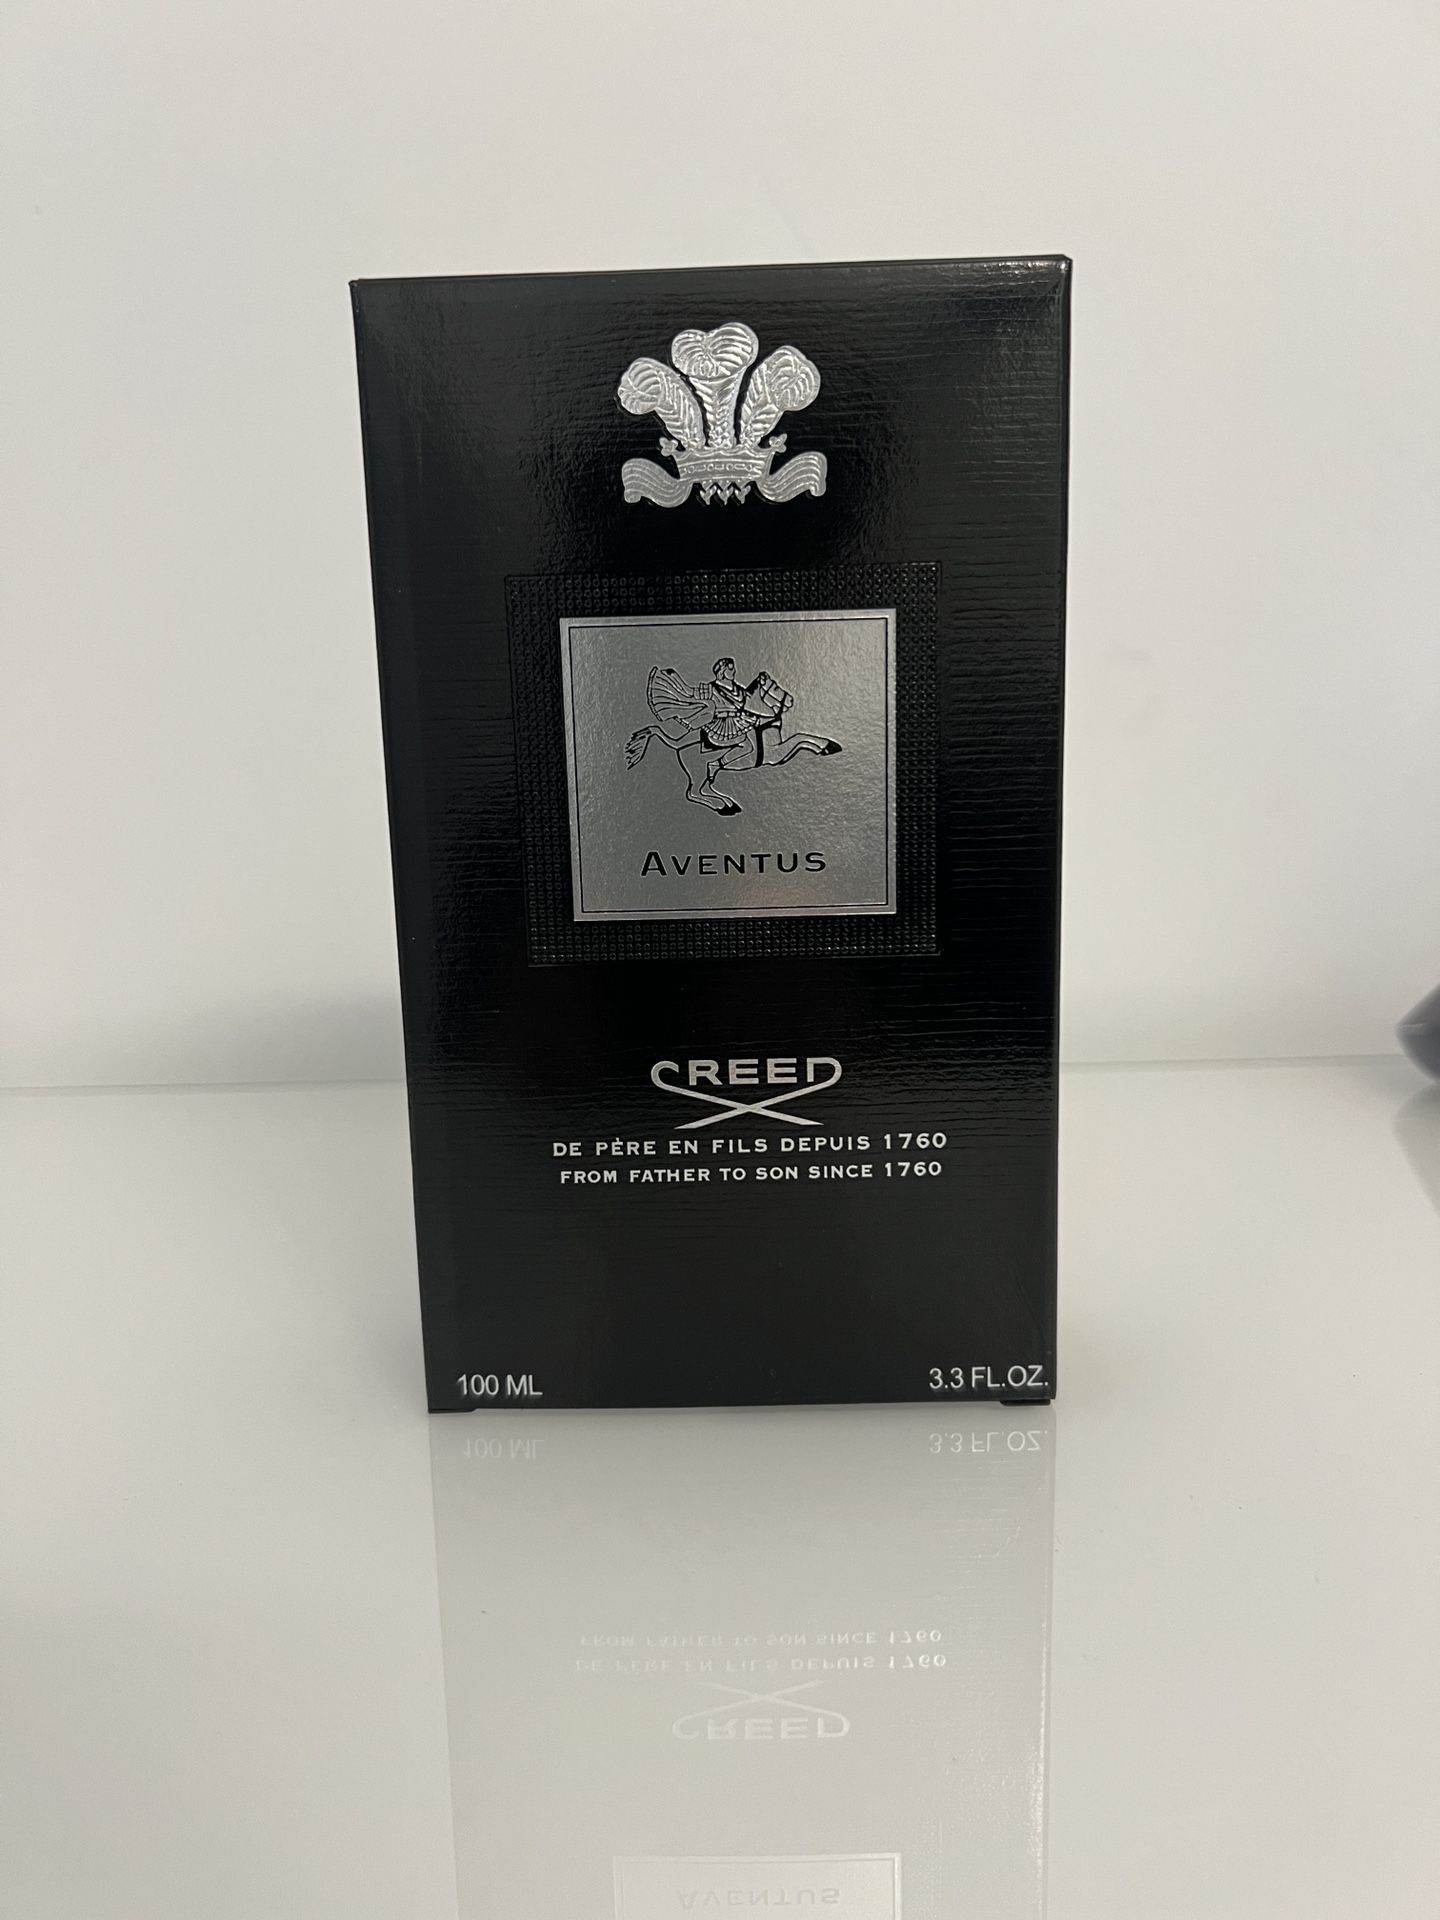 AVENTUS
CREED
DE PÈRE EN FILS DEPUIS 1760
FROM FATHER TO SON SINCE 1760
100 ML
3.3 FL.OZ.